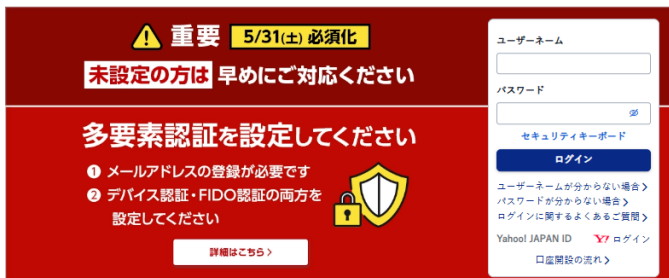 重要 5/31(土) 必須化
未設定の方は 早めにご対応ください
多要素認証を設定してください
1 メールアドレスの登録が必要です
2 デバイス認証・FIDO認証の両方を
設定してください
詳細はこちら >
ユーザーネーム
パスワード
セキュリティキーボード
ログイン
ユーザーネームが分からない場合 >
パスワードが分からない場合 >
ログインに関するよくあるご質問 >
Yahoo! JAPAN ID Y! ログイン
口座開設の流れ >